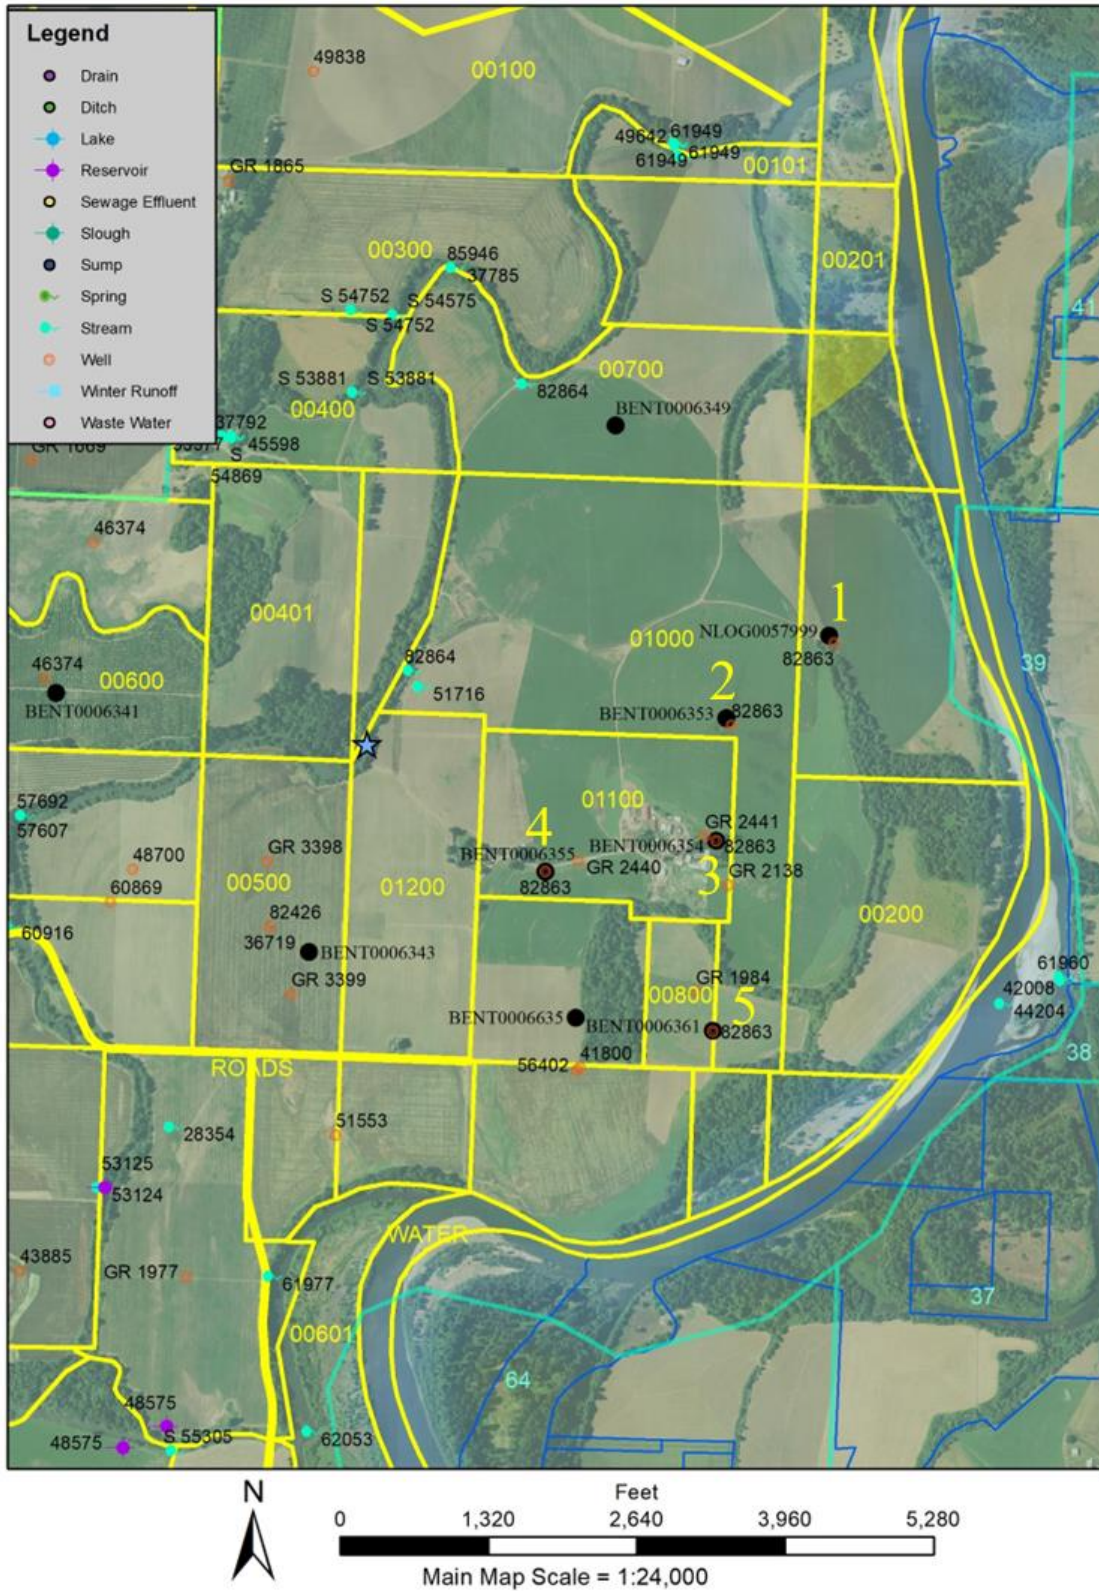 Legend
Drain
Ditch
Lake
Reservoir
Sewage Effluent
Slough
Sump
Spring
Stream
Well
Winter Runoff
Waste Water
49838
00100
49642
61949
61949
61949
00101
GR 1865
00300
85946
37785
00201
41
S 54752
S 54575
S 54752
S 53881
S 53881
00400
00700
82864
BENT0006349
37792
45598
S
54869
GR 1669
46374
00401
01000
1
NLOG0057999
82863
39
82864
51716
46374
00600
BENT0006341
2
BENT0006353
82863
57692
57607
01100
GR 2441
4
BENT0006355
BENT0006354
82863
GR 2440
82863
3
GR 2138
48700
GR 3398
00500
01200
60869
82426
36719
60916
BENT0006343
GR 3399
00200
GR 1984
00800
5
61960
42008
44204
BENT0006635
BENT0006361
82863
56402
41800
38
ROADS
51553
28354
53125
53124
WATER
43885
GR 1977
61977
00601
37
64
48575
48575
S 55305
62053
N
Feet
0 1,320 2,640 3,960 5,280
Main Map Scale = 1:24,000